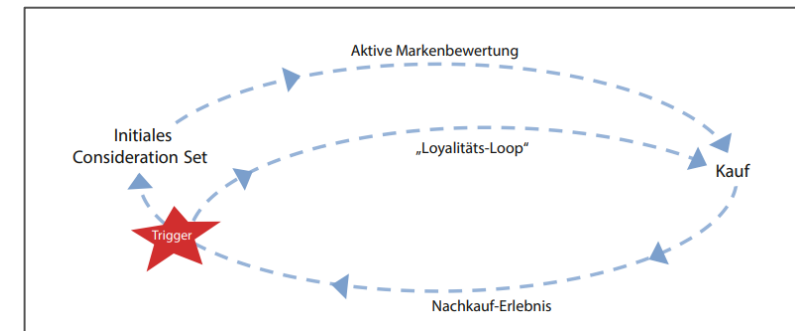 Aktive Markenbewertung
Initiales
Consideration Set
„Loyalitäts-Loop“
Kauf
Trigger
Nachkauf-Erlebnis